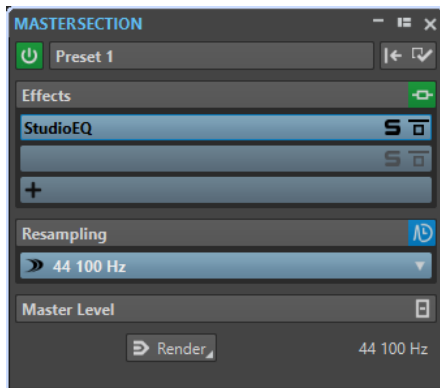 MASTERSECTION
Preset 1
Effects
StudioEQ S
S
+
Resampling
44 100 Hz
Master Level
Render 44 100 Hz